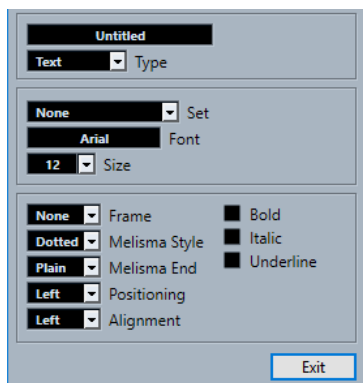 Untitled
Text Type
None Set
Arial Font
12 Size
None Frame Bold
Dotted Melisma Style Italic
Plain Melisma End Underline
Left Positioning
Left Alignment
Exit